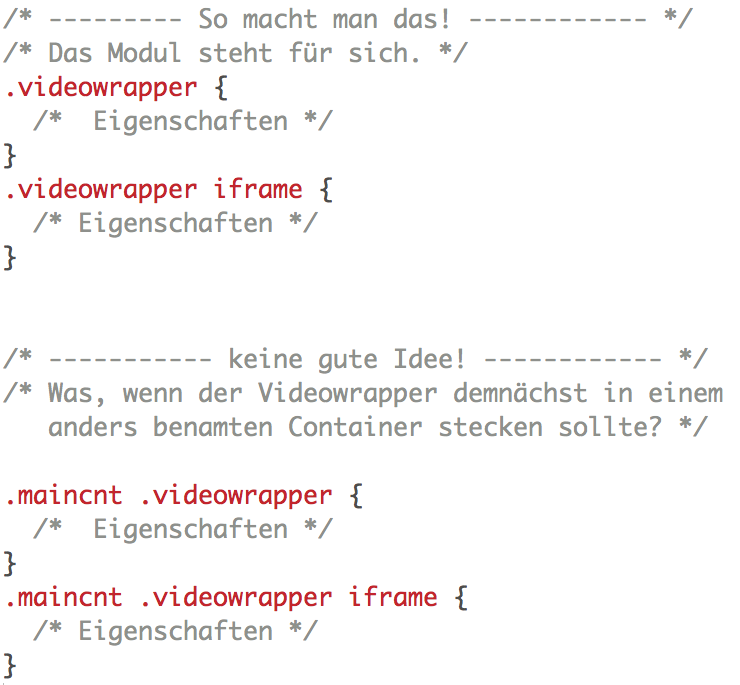 /* --------- So macht man das! ------------ */
/* Das Modul steht für sich. */
.videowrapper {
  /*  Eigenschaften */
}
.videowrapper iframe {
  /* Eigenschaften */
}
/* ----------- keine gute Idee! ------------ */
/* Was, wenn der Videowrapper demnächst in einem
   anders benamten Container stecken sollte? */
.maincnt .videowrapper {
  /*  Eigenschaften */
}
.maincnt .videowrapper iframe {
  /* Eigenschaften */
}